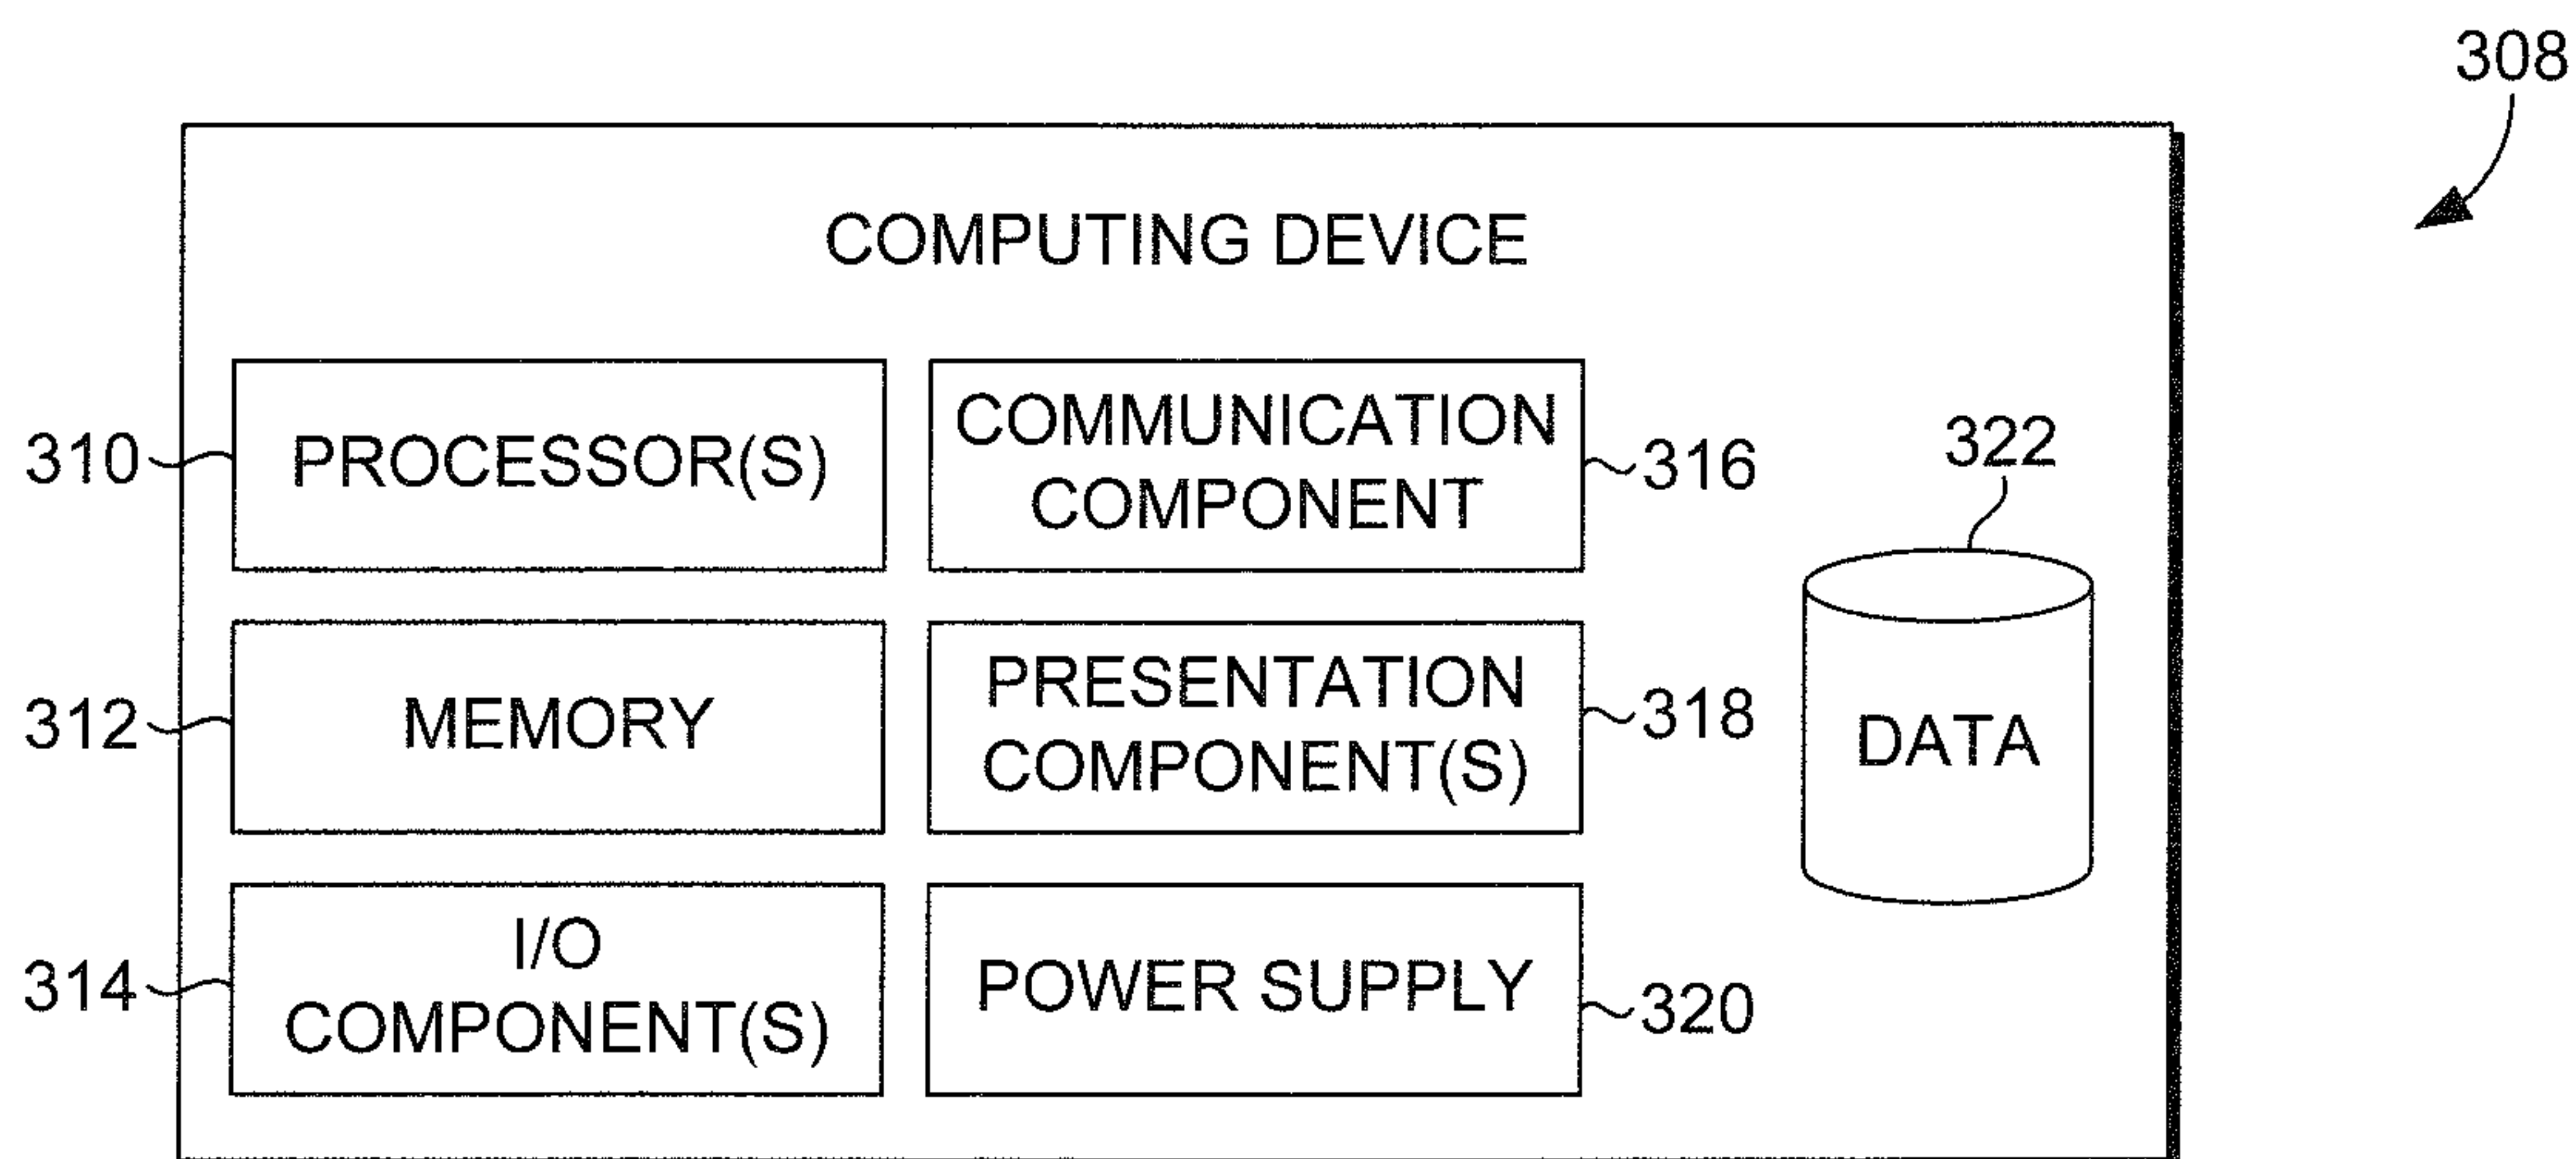 308
COMPUTING DEVICE
310
PROCESSOR(S)
COMMUNICATION
COMPONENT
316
322
312
MEMORY
PRESENTATION
COMPONENT(S)
318
DATA
314
I/O
COMPONENT(S)
POWER SUPPLY
320